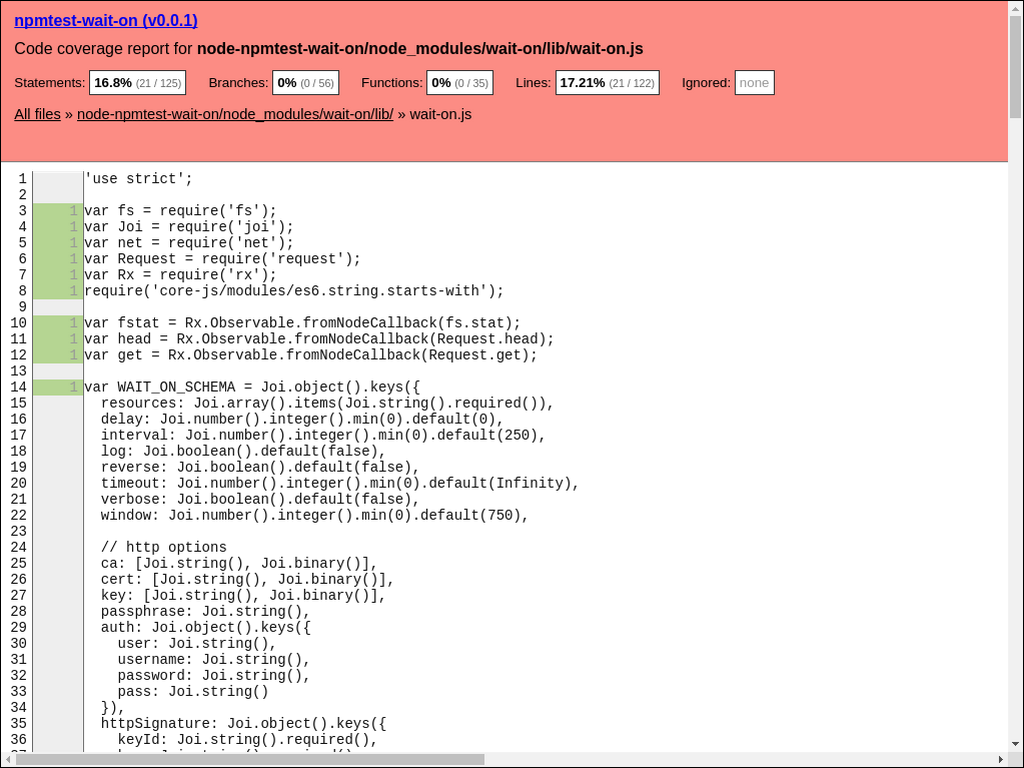 npmtest-wait-on (v0.0.1)
Code coverage report for node-npmtest-wait-on/node_modules/wait-on/lib/wait-on.js
Statements: 16.8% (21 / 125) Branches: 0% (0 / 56) Functions: 0% (0 / 35) Lines: 17.21% (21 / 122) Ignored: none
All files » node-npmtest-wait-on/node_modules/wait-on/lib/ » wait-on.js
1 'use strict';
2
3 1 var fs = require('fs');
4 1 var Joi = require('joi');
5 1 var net = require('net');
6 1 var Request = require('request');
7 1 var Rx = require('rx');
8 1 require('core-js/modules/es6.string.starts-with');
9
10 1 var fstat = Rx.Observable.fromNodeCallback(fs.stat);
11 1 var head = Rx.Observable.fromNodeCallback(Request.head);
12 1 var get = Rx.Observable.fromNodeCallback(Request.get);
13
14 1 var WAIT_ON_SCHEMA = Joi.object().keys({
15 resources: Joi.array().items(Joi.string().required()),
16 delay: Joi.number().integer().min(0).default(0),
17 interval: Joi.number().integer().min(0).default(250),
18 log: Joi.boolean().default(false),
19 reverse: Joi.boolean().default(false),
20 timeout: Joi.number().integer().min(0).default(Infinity),
21 verbose: Joi.boolean().default(false),
22 window: Joi.number().integer().min(0).default(750),
23
24 // http options
25 ca: [Joi.string(), Joi.binary()],
26 cert: [Joi.string(), Joi.binary()],
27 key: [Joi.string(), Joi.binary()],
28 passphrase: Joi.string(),
29 auth: Joi.object().keys({
30 user: Joi.string(),
31 username: Joi.string(),
32 password: Joi.string(),
33 pass: Joi.string()
34 }),
35 httpSignature: Joi.object().keys({
36 keyId: Joi.string().required(),